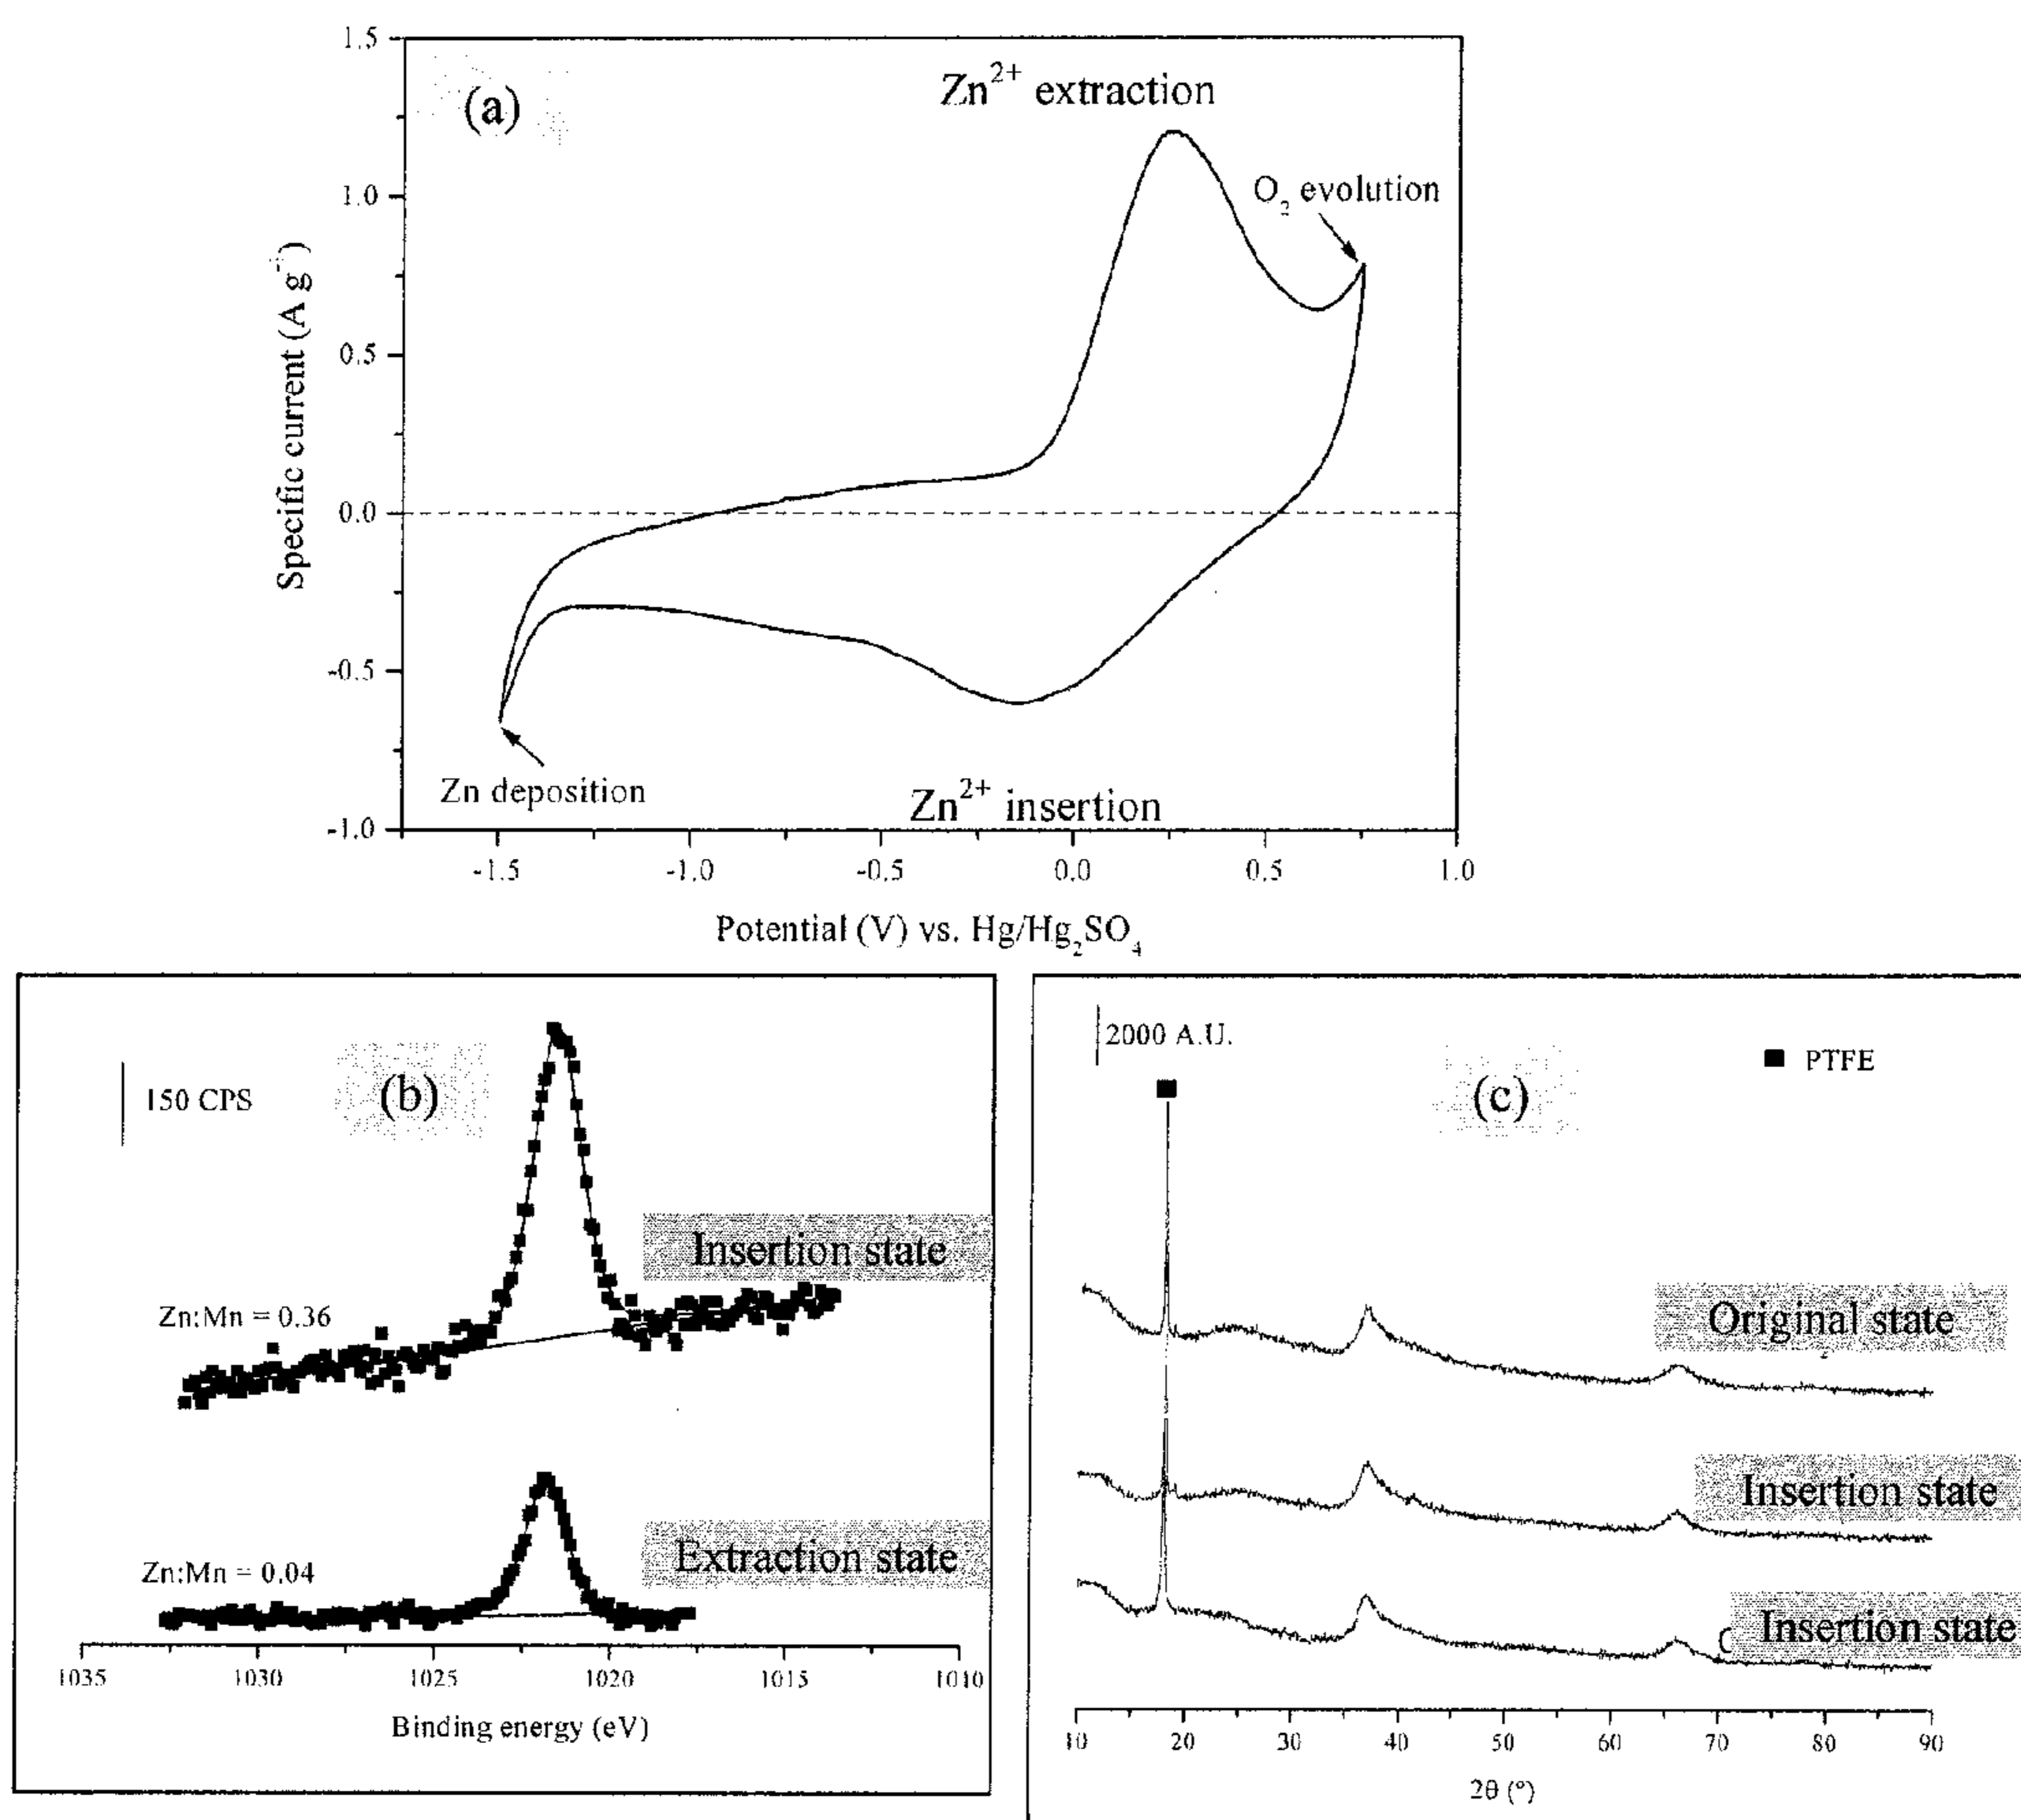 (a)
Zn²⁺ extraction
O₂ evolution
Zn deposition
Zn²⁺ insertion
Specific current (A g⁻¹)
1.5
1.0
0.5
0.0
-0.5
-1.0
-1.5 -1.0 -0.5 0.0 0.5 1.0
Potential (V) vs. Hg/Hg₂SO₄
150 CPS
(b)
Insertion state
Zn:Mn = 0.36
Extraction state
Zn:Mn = 0.04
1035 1030 1025 1020 1015 1010
Binding energy (eV)
2000 A.U.
PTFE
(c)
Original state
Insertion state
Insertion state
10 20 30 40 50 60 70 80 90
2θ (°)